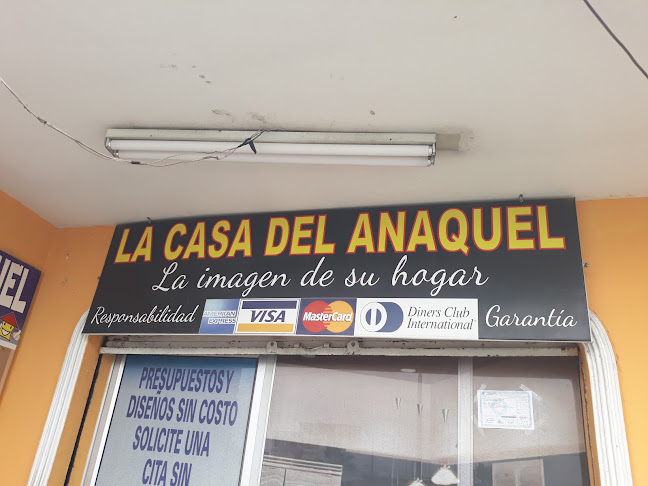 LA CASA DEL ANAQUEL
La imagen de su hogar
Responsabilidad
AMERICAN EXPRESS
VISA
MasterCard
Diners Club
International
Garantía
PRESUPUESTOS Y
DISEÑOS SIN COSTO
SOLICITE UNA
CITA SIN